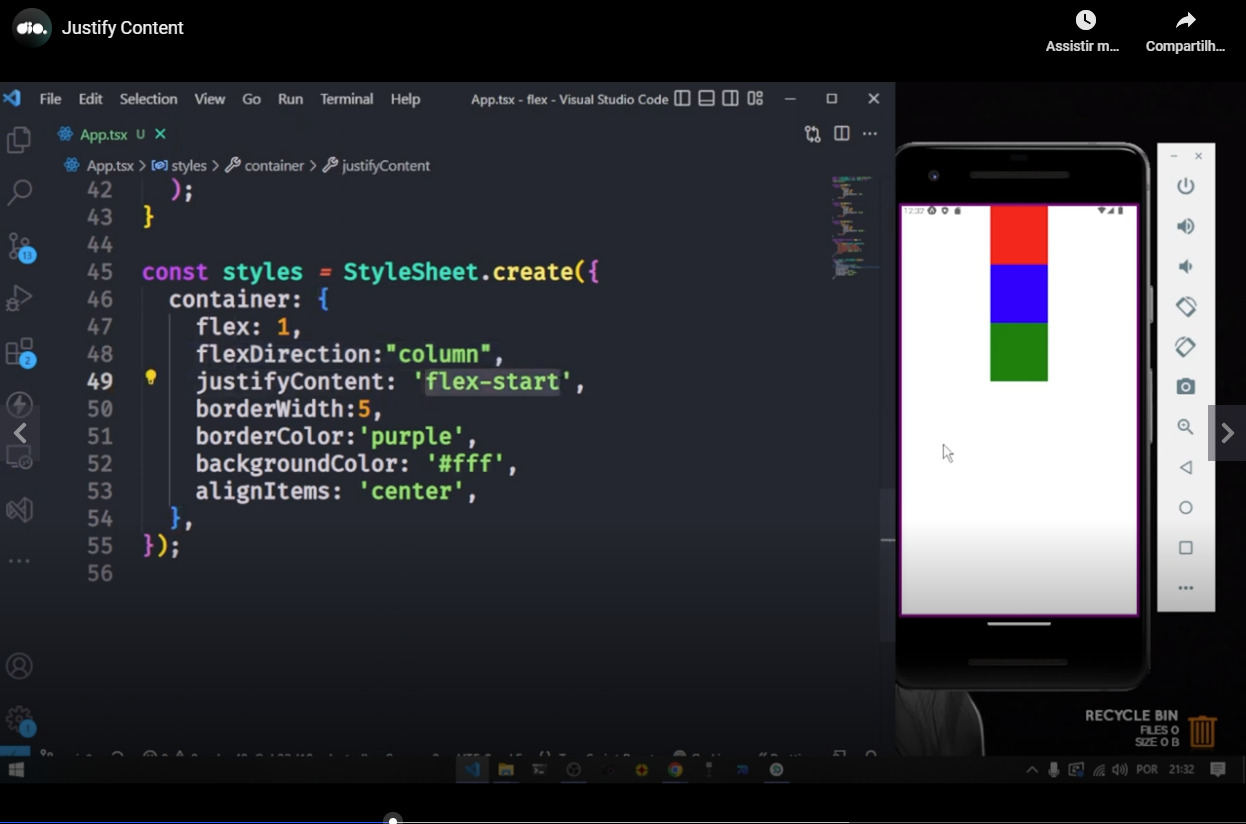 dio.
Justify Content
Assistir m...
Compartilh...
File Edit Selection View Go Run Terminal Help
App.tsx - flex - Visual Studio Code
App.tsx U
App.tsx > styles > container > justifyContent
42 );
43 }
44
45 const styles = StyleSheet.create({
46 container: {
47 flex: 1,
48 flexDirection:"column",
49 justifyContent: 'flex-start',
50 borderWidth:5,
51 borderColor:'purple',
52 backgroundColor: '#fff',
53 alignItems: 'center',
54 },
55 });
56
13
2
1
12:32
RECYCLE BIN
FILES 0
SIZE 0 B
POR 21:32